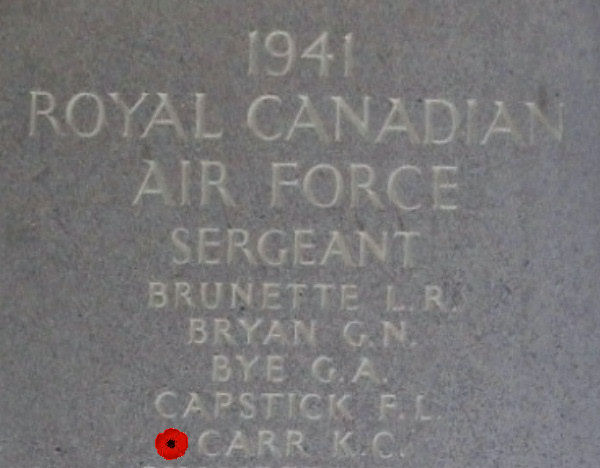 1941
ROYAL CANADIAN
AIR FORCE
SERGEANT
BRUNETTE L.R.
BRYAN G.N.
BYE G.A.
CAPSTICK F.L.
CARR K.C.